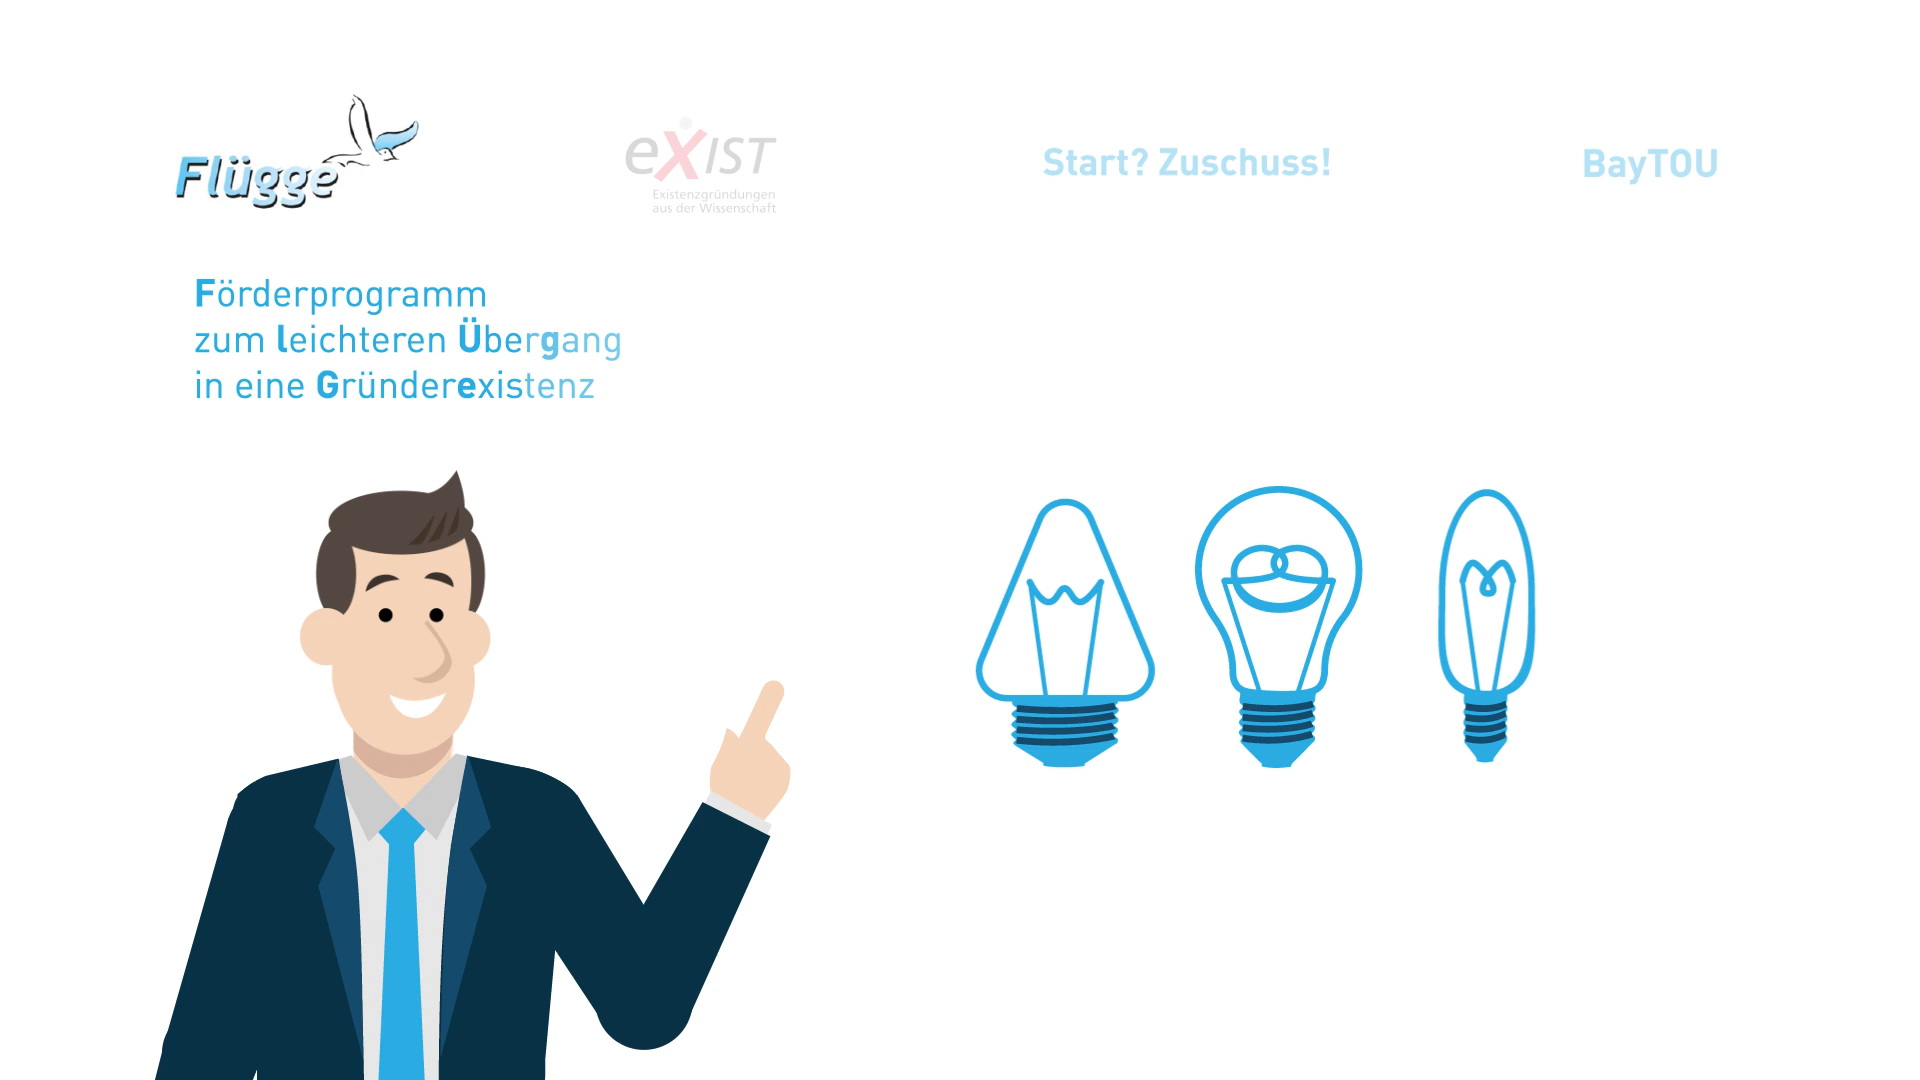 Flügge
eXIST
Existenzgründungen
aus der Wissenschaft
Start? Zuschuss!
BayTOU
Förderprogramm
zum leichteren Übergang
in eine Gründerexistenz